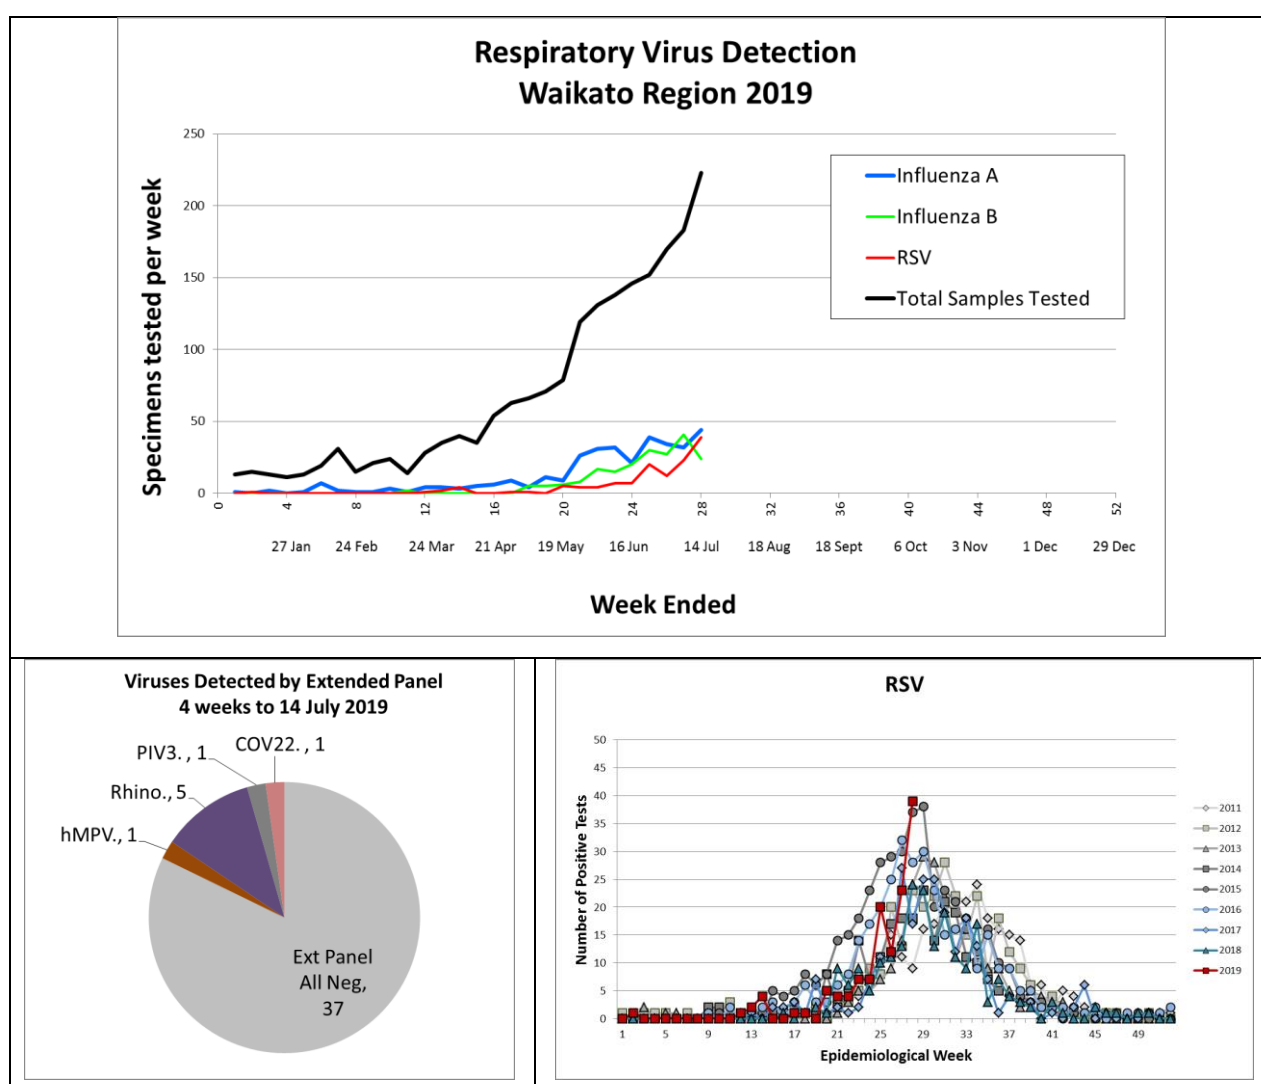 Respiratory Virus Detection
Waikato Region 2019
Specimens tested per week
250
200
150
100
50
0
Influenza A
Influenza B
RSV
Total Samples Tested
0 4 8 12 16 20 24 28 32 36 40 44 48 52
27 Jan 24 Feb 24 Mar 21 Apr 19 May 16 Jun 14 Jul 18 Aug 18 Sept 6 Oct 3 Nov 1 Dec 29 Dec
Week Ended
Viruses Detected by Extended Panel
4 weeks to 14 July 2019
COV22. , 1
PIV3. , 1
Rhino., 5
hMPV., 1
Ext Panel
All Neg,
37
RSV
Number of Positive Tests
50
45
40
35
30
25
20
15
10
5
0
1 5 9 13 17 21 25 29 33 37 41 45 49
Epidemiological Week
2011
2012
2013
2014
2015
2016
2017
2018
2019